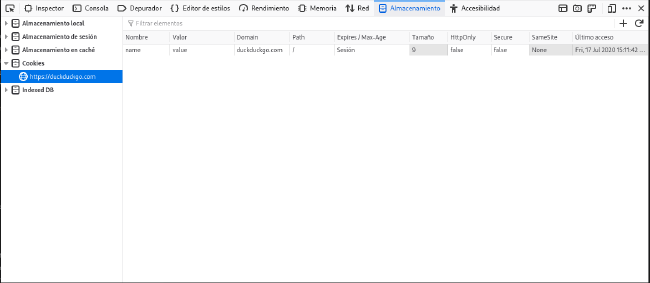 Inspector Consola Depurador Editor de estilos Rendimiento Memoria Red Almacenamiento Accesibilidad
Almacenamiento local
Almacenamiento de sesión
Almacenamiento en caché
Cookies
https://duckduckgo.com
Indexed DB
Filtrar elementos
Nombre Valor Domain Path Expires / Max-Age Tamaño HttpOnly Secure SameSite Último acceso
name value duckduckgo.com / Sesión 9 false false None Fri, 17 Jul 2020 15:11:42 ...